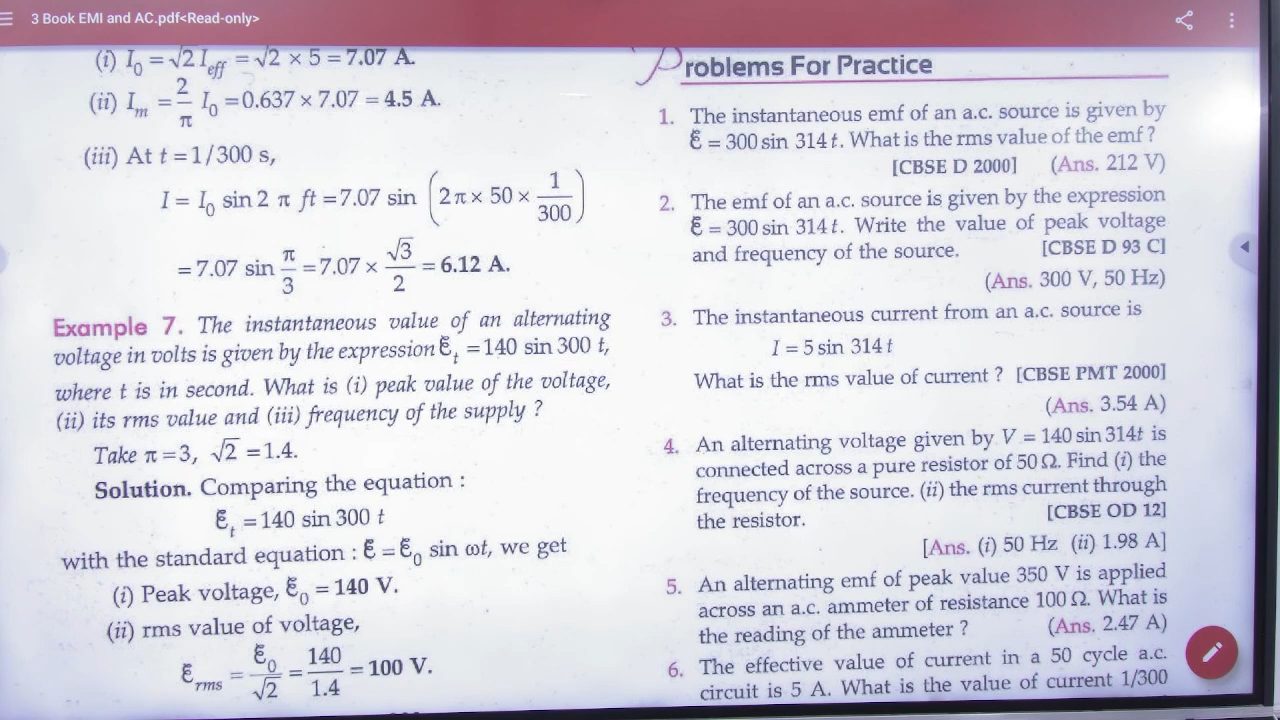 3 Book EMI and AC.pdf<Read-only>
(i) I₀ = √2 I_eff = √2 × 5 = 7.07 A.
(ii) I_m = 2/π I₀ = 0.637 × 7.07 = 4.5 A.
(iii) At t = 1/300 s,
I = I₀ sin 2 π ft = 7.07 sin (2π × 50 × 1/300)
= 7.07 sin π/3 = 7.07 × √3/2 = 6.12 A.
Example 7. The instantaneous value of an alternating
voltage in volts is given by the expression ℰ_t = 140 sin 300 t,
where t is in second. What is (i) peak value of the voltage,
(ii) its rms value and (iii) frequency of the supply ?
Take π = 3, √2 = 1.4.
Solution. Comparing the equation :
ℰ_t = 140 sin 300 t
with the standard equation : ℰ = ℰ₀ sin ωt, we get
(i) Peak voltage, ℰ₀ = 140 V.
(ii) rms value of voltage,
ℰ_rms = ℰ₀/√2 = 140/1.4 = 100 V.
Problems For Practice
1. The instantaneous emf of an a.c. source is given by
ℰ = 300 sin 314 t. What is the rms value of the emf ?
[CBSE D 2000] (Ans. 212 V)
2. The emf of an a.c. source is given by the expression
ℰ = 300 sin 314 t. Write the value of peak voltage
and frequency of the source. [CBSE D 93 C]
(Ans. 300 V, 50 Hz)
3. The instantaneous current from an a.c. source is
I = 5 sin 314 t
What is the rms value of current ? [CBSE PMT 2000]
(Ans. 3.54 A)
4. An alternating voltage given by V = 140 sin 314t is
connected across a pure resistor of 50 Ω. Find (i) the
frequency of the source. (ii) the rms current through
the resistor. [CBSE OD 12]
[Ans. (i) 50 Hz (ii) 1.98 A]
5. An alternating emf of peak value 350 V is applied
across an a.c. ammeter of resistance 100 Ω. What is
the reading of the ammeter ? (Ans. 2.47 A)
6. The effective value of current in a 50 cycle a.c.
circuit is 5 A. What is the value of current 1/300